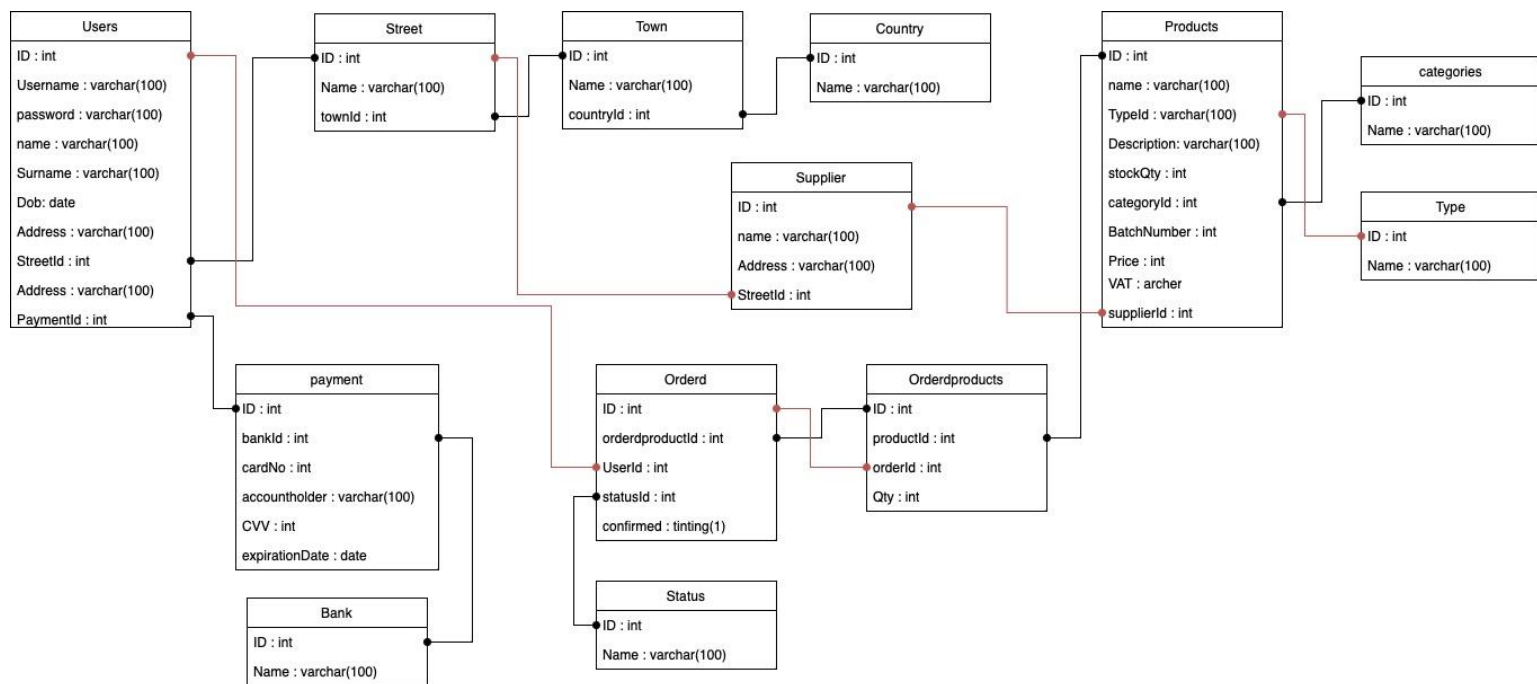 Users
ID : int
Username : varchar(100)
password : varchar(100)
name : varchar(100)
Surname : varchar(100)
Dob: date
Address : varchar(100)
StreetId : int
Address : varchar(100)
PaymentId : int
Street
ID : int
Name : varchar(100)
townId : int
Town
ID : int
Name : varchar(100)
countryId : int
Country
ID : int
Name : varchar(100)
Products
ID : int
name : varchar(100)
TypeId : varchar(100)
Description: varchar(100)
stockQty : int
categoryId : int
BatchNumber : int
Price : int
VAT : archer
supplierId : int
categories
ID : int
Name : varchar(100)
Type
ID : int
Name : varchar(100)
Supplier
ID : int
name : varchar(100)
Address : varchar(100)
StreetId : int
payment
ID : int
bankId : int
cardNo : int
accountholder : varchar(100)
CVV : int
expirationDate : date
Orderd
ID : int
orderdproductId : int
UserId : int
statusId : int
confirmed : tinting(1)
Orderdproducts
ID : int
productId : int
orderId : int
Qty : int
Bank
ID : int
Name : varchar(100)
Status
ID : int
Name : varchar(100)